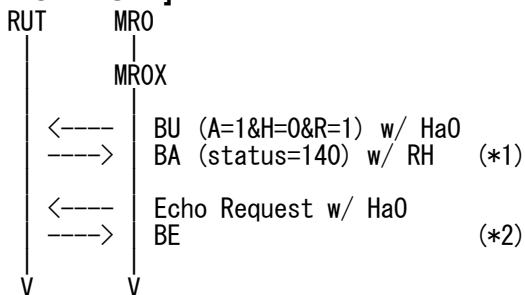 RUT MR0
MR0X
<---- BU (A=1&H=0&R=1) w/ HaO
----> BA (status=140) w/ RH (*1)
<---- Echo Request w/ HaO
----> BE (*2)
V V